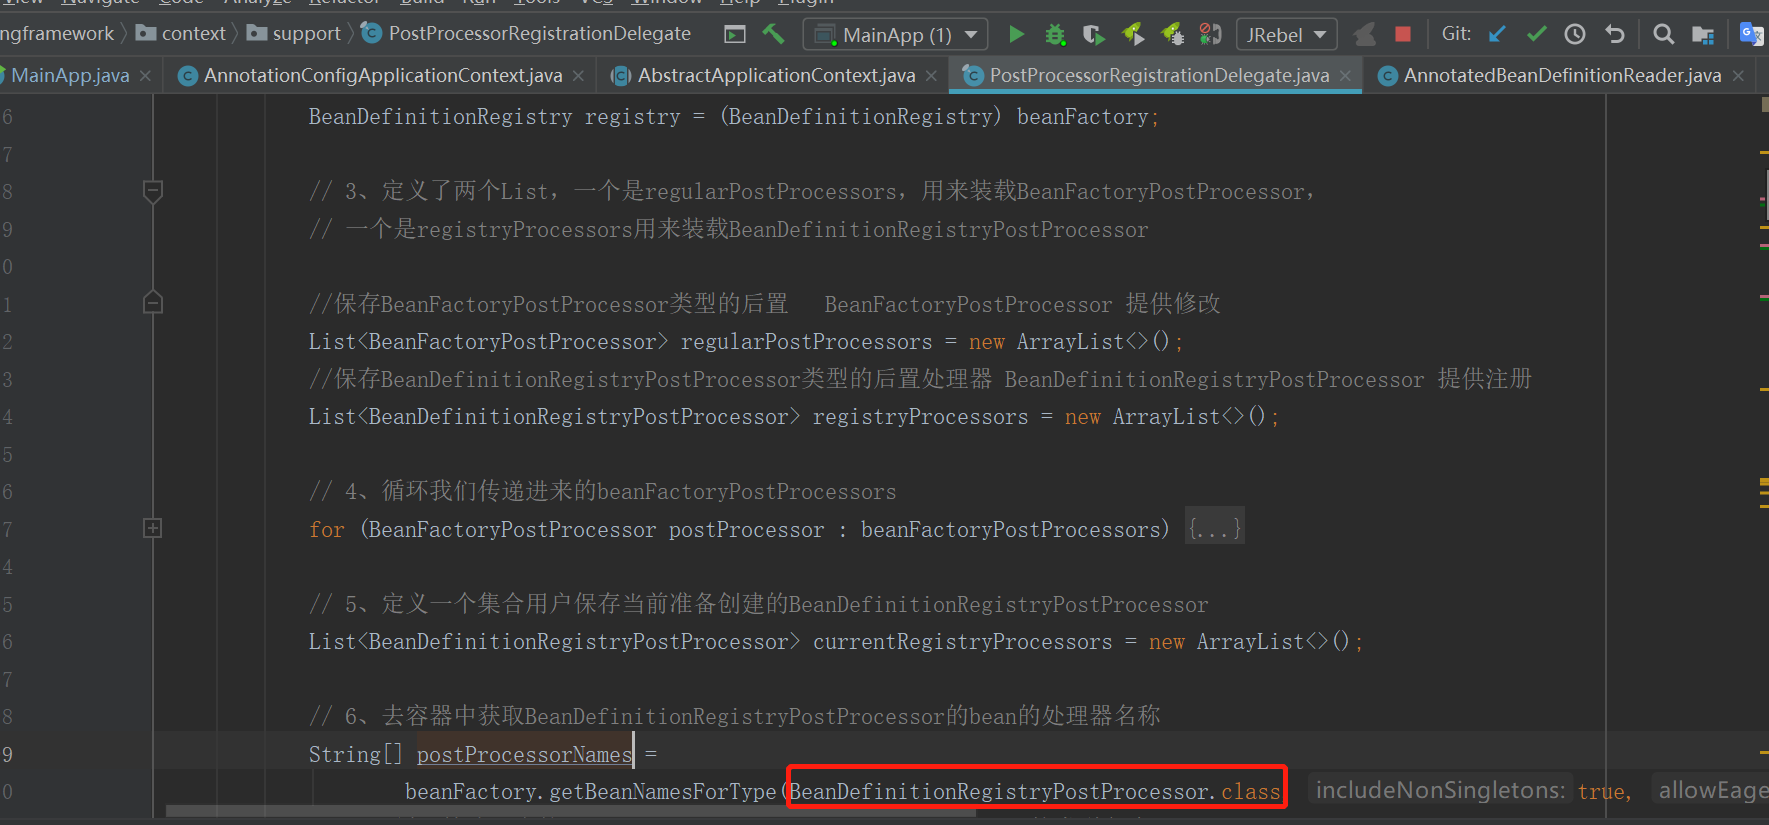 View Navigate Code Analyze Refactor Build Run Tools VCS Window Help Plugin
ngframework context support PostProcessorRegistrationDelegate MainApp (1) JRebel Git:
MainApp.java AnnotationConfigApplicationContext.java AbstractApplicationContext.java PostProcessorRegistrationDelegate.java AnnotatedBeanDefinitionReader.java
6 BeanDefinitionRegistry registry = (BeanDefinitionRegistry) beanFactory;
7
8 // 3、定义了两个List，一个是regularPostProcessors，用来装载BeanFactoryPostProcessor，
9 // 一个是registryProcessors用来装载BeanDefinitionRegistryPostProcessor
0
1 //保存BeanFactoryPostProcessor类型的后置 BeanFactoryPostProcessor 提供修改
2 List<BeanFactoryPostProcessor> regularPostProcessors = new ArrayList<>();
3 //保存BeanDefinitionRegistryPostProcessor类型的后置处理器 BeanDefinitionRegistryPostProcessor 提供注册
4 List<BeanDefinitionRegistryPostProcessor> registryProcessors = new ArrayList<>();
5
6 // 4、循环我们传递进来的beanFactoryPostProcessors
7 for (BeanFactoryPostProcessor postProcessor : beanFactoryPostProcessors) {...}
4
5 // 5、定义一个集合用户保存当前准备创建的BeanDefinitionRegistryPostProcessor
6 List<BeanDefinitionRegistryPostProcessor> currentRegistryProcessors = new ArrayList<>();
7
8 // 6、去容器中获取BeanDefinitionRegistryPostProcessor的bean的处理器名称
9 String[] postProcessorNames =
0 beanFactory.getBeanNamesForType(BeanDefinitionRegistryPostProcessor.class includeNonSingletons: true, allowEage